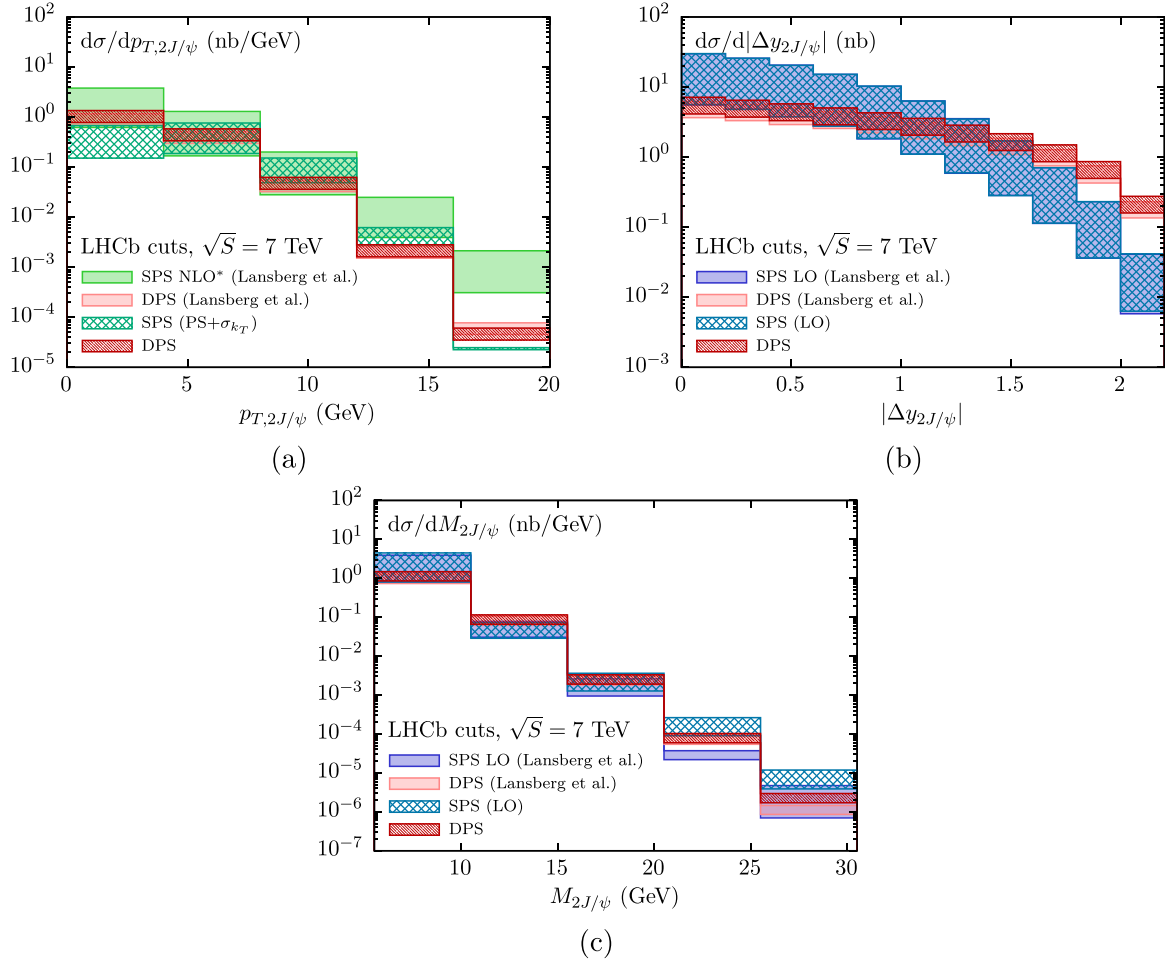 dσ/dp_{T,2J/ψ} (nb/GeV)
10^2
10^1
10^0
10^{-1}
10^{-2}
10^{-3}
10^{-4}
10^{-5}
LHCb cuts, √S = 7 TeV
SPS NLO* (Lansberg et al.)
DPS (Lansberg et al.)
SPS (PS+σ_{k_T})
DPS
0 5 10 15 20
p_{T,2J/ψ} (GeV)
(a)
dσ/d|Δy_{2J/ψ}| (nb)
10^2
10^1
10^0
10^{-1}
10^{-2}
10^{-3}
LHCb cuts, √S = 7 TeV
SPS LO (Lansberg et al.)
DPS (Lansberg et al.)
SPS (LO)
DPS
0 0.5 1 1.5 2
|Δy_{2J/ψ}|
(b)
dσ/dM_{2J/ψ} (nb/GeV)
10^2
10^1
10^0
10^{-1}
10^{-2}
10^{-3}
10^{-4}
10^{-5}
10^{-6}
10^{-7}
LHCb cuts, √S = 7 TeV
SPS LO (Lansberg et al.)
DPS (Lansberg et al.)
SPS (LO)
DPS
10 15 20 25 30
M_{2J/ψ} (GeV)
(c)